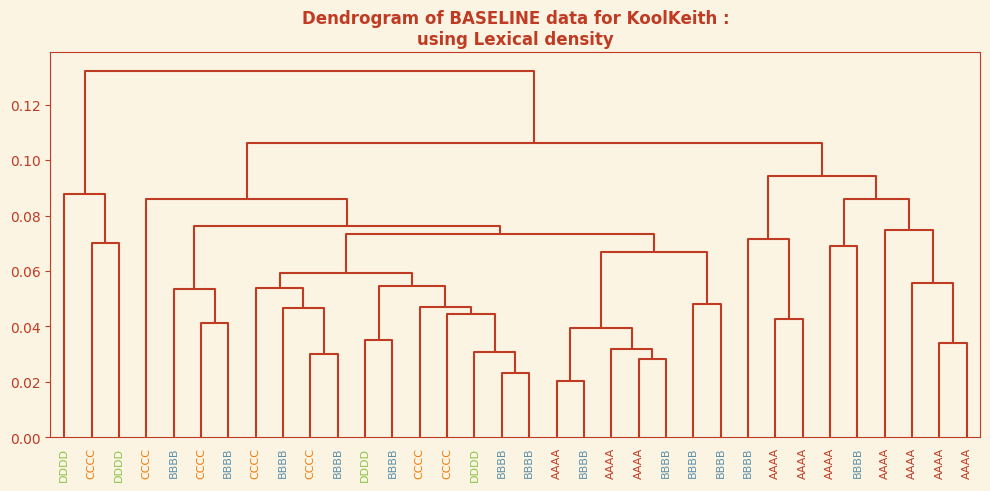 Dendrogram of BASELINE data for KoolKeith :
using Lexical density
0.12
0.10
0.08
0.06
0.04
0.02
0.00
DDDD CCCC DDDD CCCC BBBB CCCC BBBB CCCC BBBB CCCC BBBB DDDD BBBB CCCC CCCC DDDD BBBB BBBB AAAA BBBB AAAA AAAA BBBB BBBB BBBB BBBB AAAA AAAA AAAA BBBB AAAA AAAA AAAA AAAA